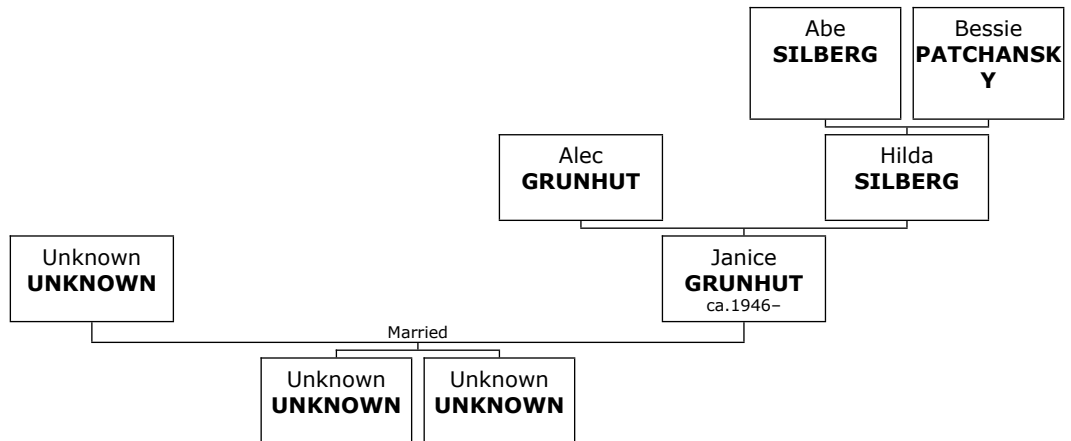 Abe
SILBERG
Bessie
PATCHANSK
Y
Alec
GRUNHUT
Hilda
SILBERG
Unknown
UNKNOWN
Janice
GRUNHUT
ca.1946–
Married
Unknown
UNKNOWN
Unknown
UNKNOWN